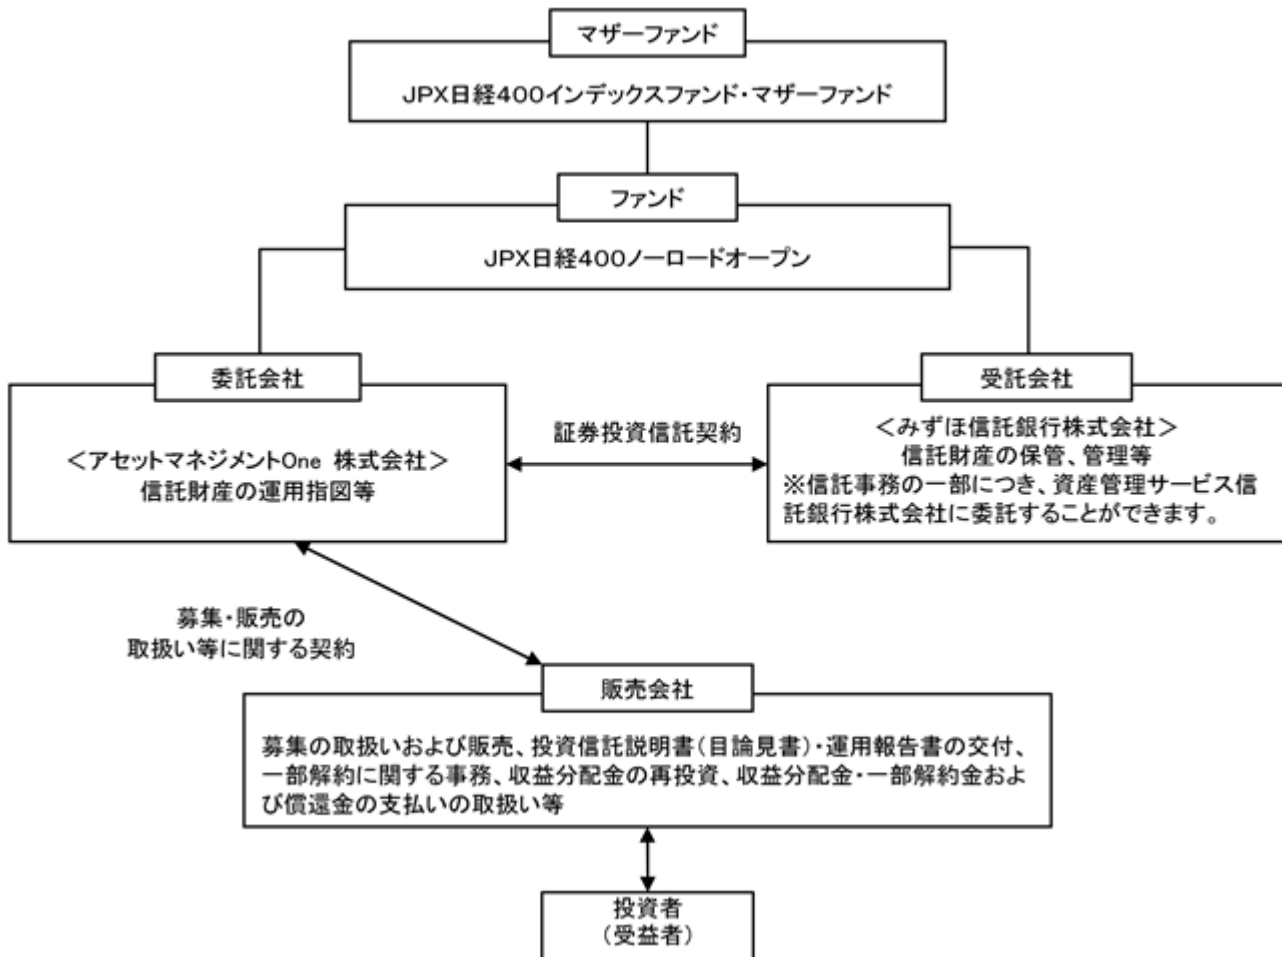 マザーファンド
JPX日経400インデックスファンド・マザーファンド
ファンド
JPX日経400ノーロードオープン
委託会社
＜アセットマネジメントOne 株式会社＞
信託財産の運用指図等
証券投資信託契約
受託会社
＜みずほ信託銀行株式会社＞
信託財産の保管、管理等
※信託事務の一部につき、資産管理サービス信
託銀行株式会社に委託することができます。
募集・販売の
取扱い等に関する契約
販売会社
募集の取扱いおよび販売、投資信託説明書（目論見書）・運用報告書の交付、
一部解約に関する事務、収益分配金の再投資、収益分配金・一部解約金およ
び償還金の支払いの取扱い等
投資者
（受益者）